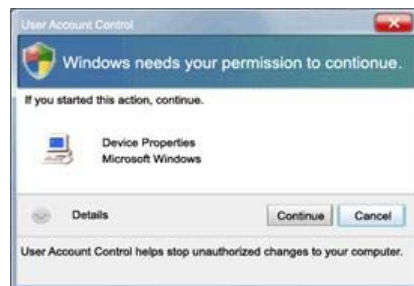 User Account Control
Windows needs your permission to contionue.
If you started this action, continue.
Device Properties
Microsoft Windows
Details
Continue
Cancel
User Account Control helps stop unauthorized changes to your computer.